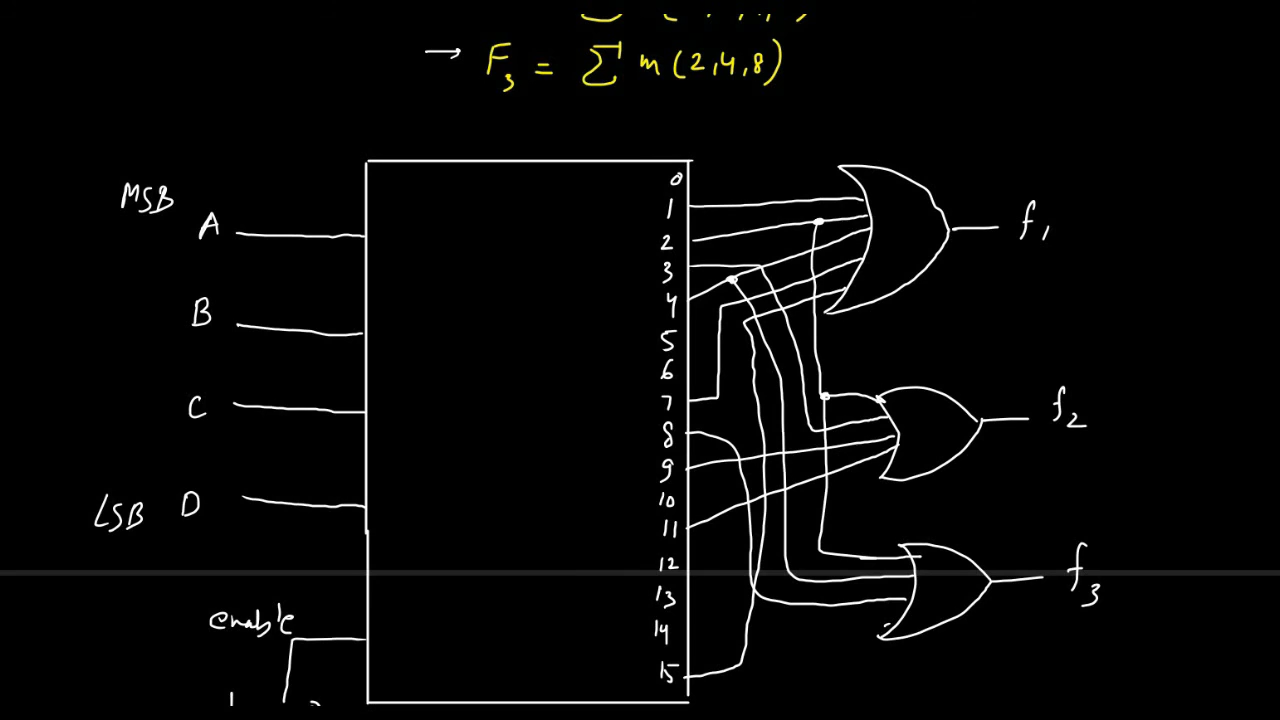 → F₃ = Σ m(2,4,8)
MSB
A
B
C
LSB D
enable
0
1
2
3
4
5
6
7
8
9
10
11
12
13
14
15
f₁
f₂
f₃